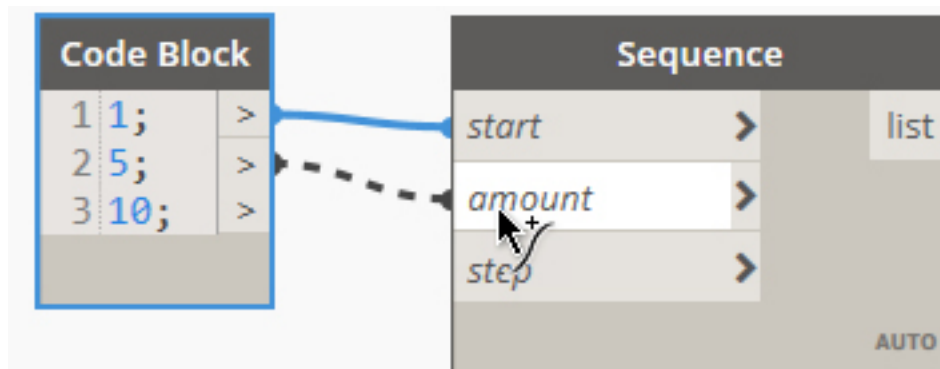 Code Block
1 1; >
2 5; >
3 10; >
Sequence
start
amount
step
list
AUTO